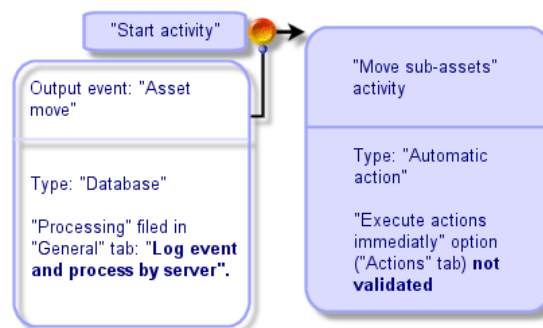 "Start activity"
Output event: "Asset
move"
Type: "Database"
"Processing" filed in
"General" tab: "Log event
and process by server".
"Move sub-assets"
activity
Type: "Automatic
action"
"Execute actions
immediatly" option
("Actions" tab) not
validated